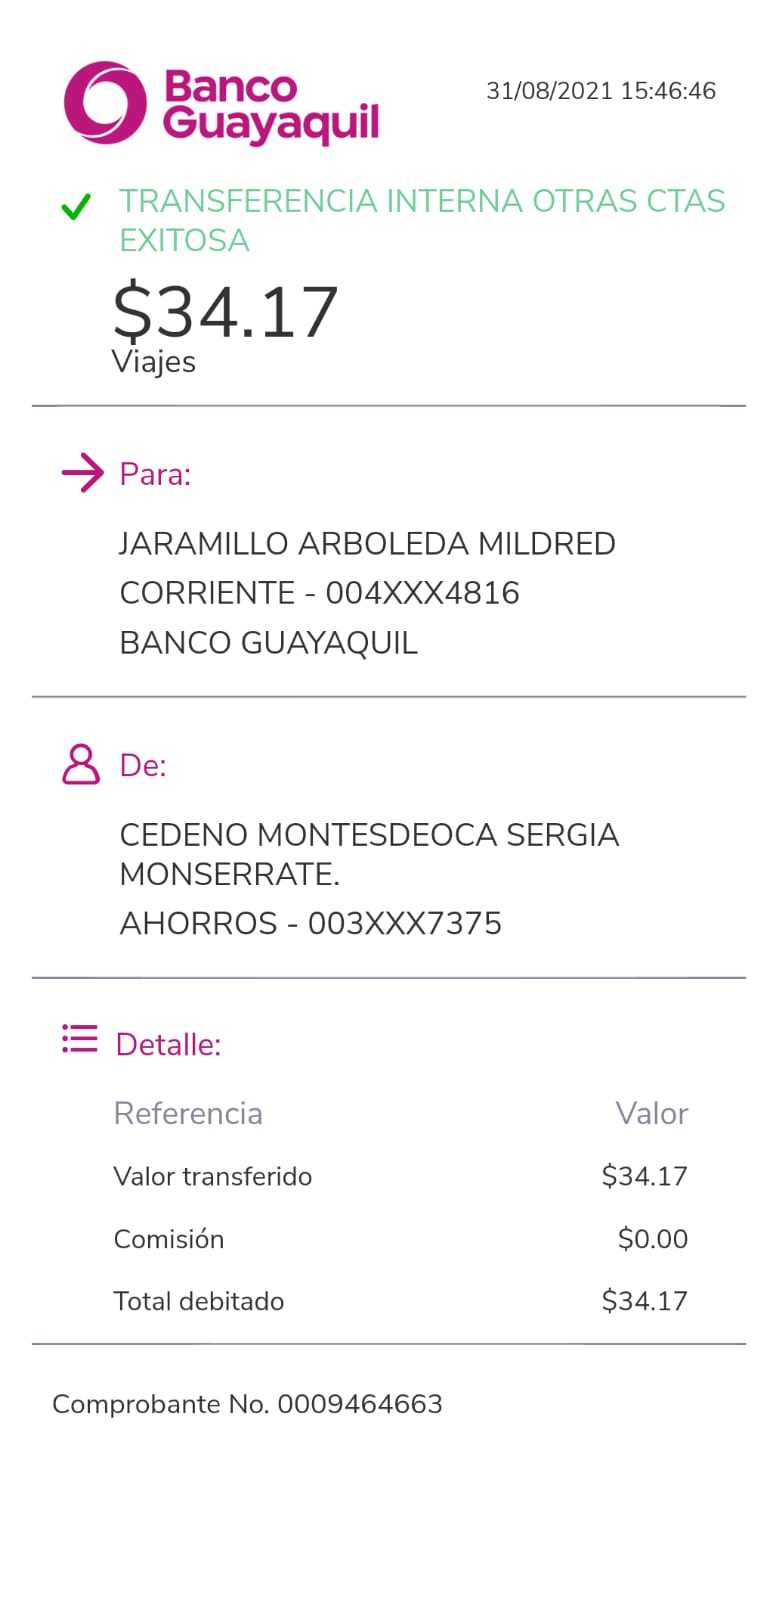 Banco
Guayaquil
31/08/2021 15:46:46
TRANSFERENCIA INTERNA OTRAS CTAS
EXITOSA
$34.17
Viajes
Para:
JARAMILLO ARBOLEDA MILDRED
CORRIENTE - 004XXX4816
BANCO GUAYAQUIL
De:
CEDENO MONTESDEOCA SERGIA
MONSERRATE.
AHORROS - 003XXX7375
Detalle:
Referencia Valor
Valor transferido $34.17
Comisión $0.00
Total debitado $34.17
Comprobante No. 0009464663